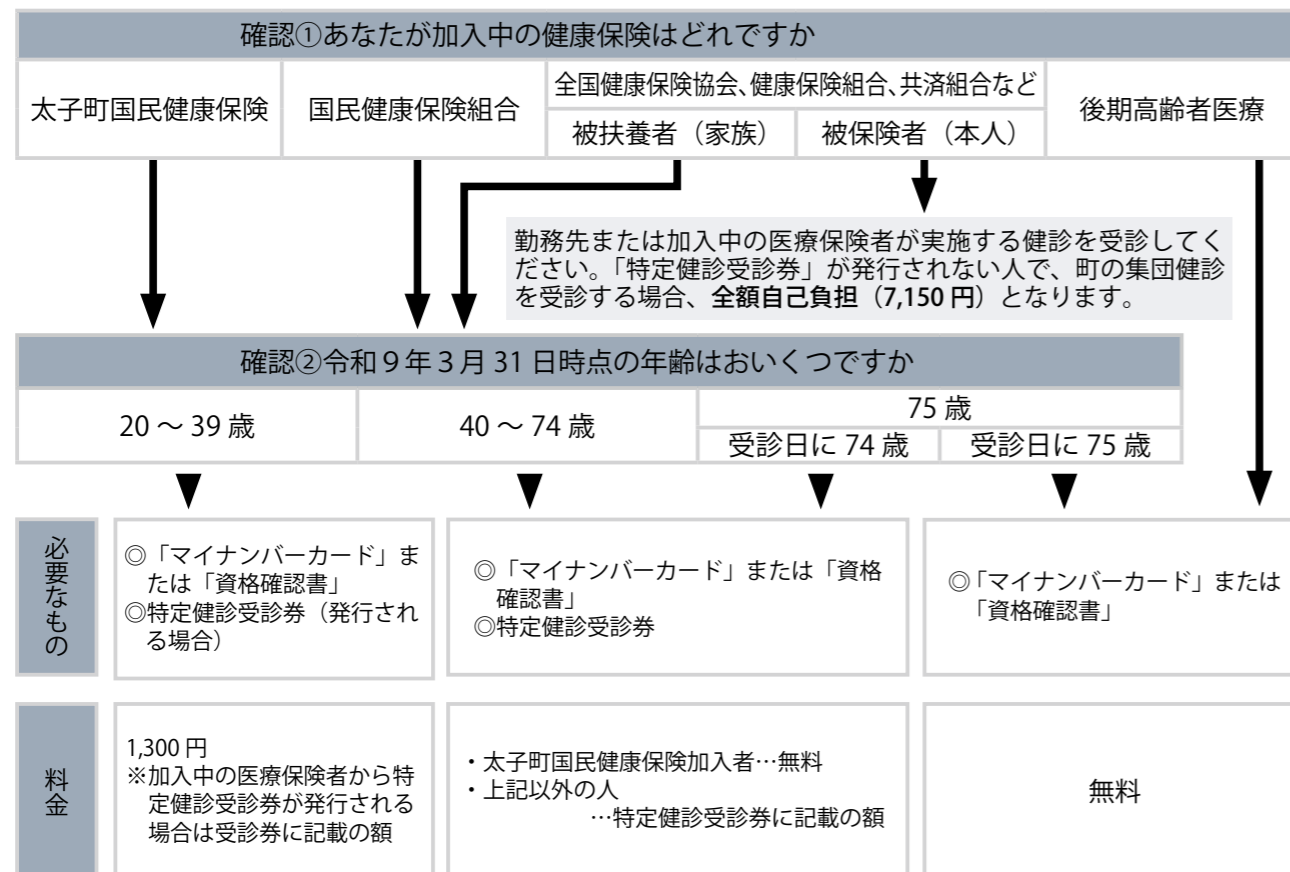 確認①あなたが加入中の健康保険はどれですか
太子町国民健康保険
国民健康保険組合
全国健康保険協会、健康保険組合、共済組合など
被扶養者（家族）
被保険者（本人）
後期高齢者医療
勤務先または加入中の医療保険者が実施する健診を受診してく
ださい。「特定健診受診券」が発行されない人で、町の集団健診
を受診する場合、全額自己負担（7,150 円）となります。
確認②令和９年３月 31 日時点の年齢はおいくつですか
20 ～ 39 歳
40 ～ 74 歳
75 歳
受診日に 74 歳
受診日に 75 歳
必要なもの
◎「マイナンバーカード」ま
たは「資格確認書」
◎特定健診受診券（発行され
る場合）
◎「マイナンバーカード」または「資格
確認書」
◎特定健診受診券
◎「マイナンバーカード」または
「資格確認書」
料金
1,300 円
※加入中の医療保険者から特
定健診受診券が発行される
場合は受診券に記載の額
・太子町国民健康保険加入者…無料
・上記以外の人
…特定健診受診券に記載の額
無料